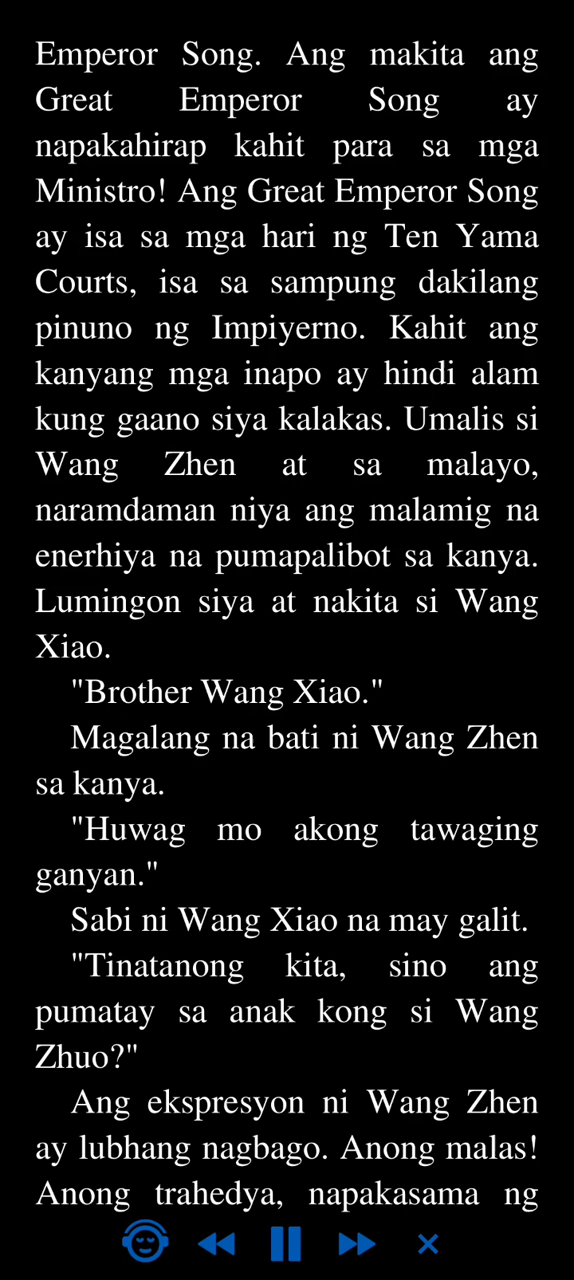 Emperor Song. Ang makita ang
Great Emperor Song ay
napakahirap kahit para sa mga
Ministro! Ang Great Emperor Song
ay isa sa mga hari ng Ten Yama
Courts, isa sa sampung dakilang
pinuno ng Impiyerno. Kahit ang
kanyang mga inapo ay hindi alam
kung gaano siya kalakas. Umalis si
Wang Zhen at sa malayo,
naramdaman niya ang malamig na
enerhiya na pumapalibot sa kanya.
Lumingon siya at nakita si Wang
Xiao.
"Brother Wang Xiao."
Magalang na bati ni Wang Zhen
sa kanya.
"Huwag mo akong tawaging
ganyan."
Sabi ni Wang Xiao na may galit.
"Tinatanong kita, sino ang
pumatay sa anak kong si Wang
Zhuo?"
Ang ekspresyon ni Wang Zhen
ay lubhang nagbago. Anong malas!
Anong trahedya, napakasama ng